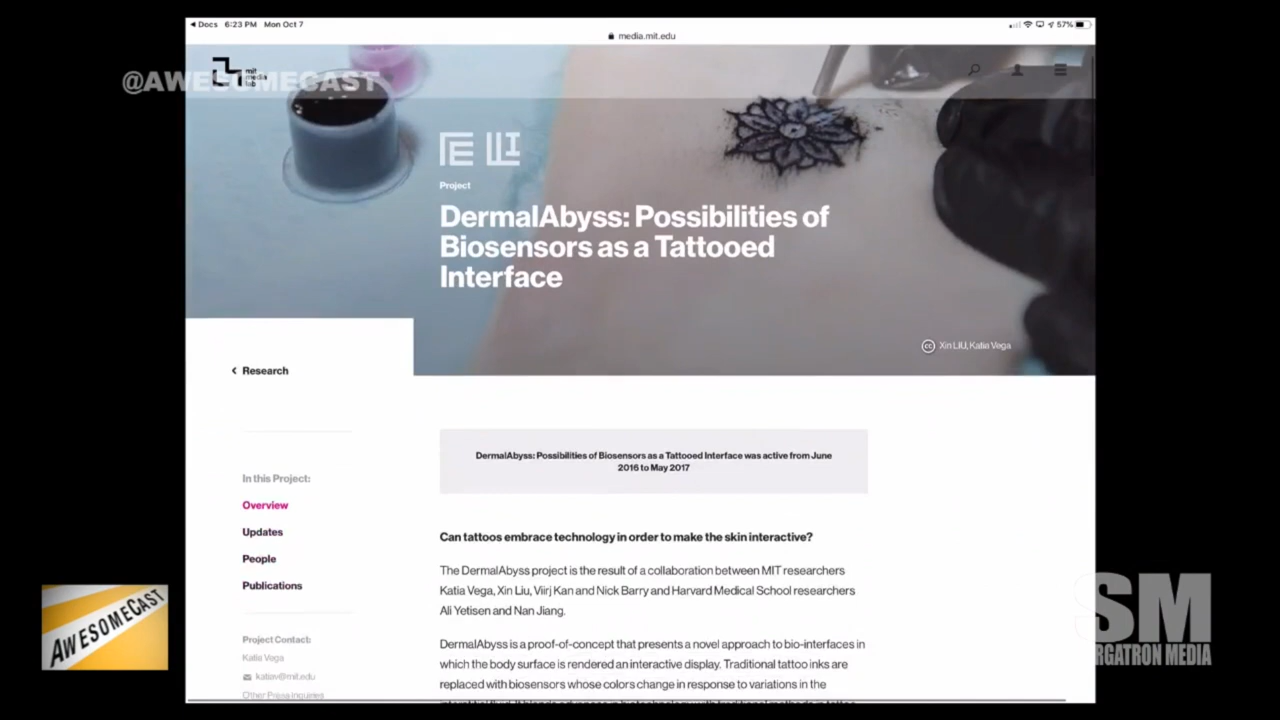 Docs 6:23 PM Mon Oct 7
57%
media.mit.edu
@AWESOMECAST
mit
media
lab
Project
DermalAbyss: Possibilities of
Biosensors as a Tattooed
Interface
cc Xin LIU, Katia Vega
Research
DermalAbyss: Possibilities of Biosensors as a Tattooed Interface was active from June
2016 to May 2017
In this Project:
Overview
Updates
People
Publications
Can tattoos embrace technology in order to make the skin interactive?
The DermalAbyss project is the result of a collaboration between MIT researchers
Katia Vega, Xin Liu, Viirj Kan and Nick Barry and Harvard Medical School researchers
Ali Yetisen and Nan Jiang.
DermalAbyss is a proof-of-concept that presents a novel approach to bio-interfaces in
which the body surface is rendered an interactive display. Traditional tattoo inks are
replaced with biosensors whose colors change in response to variations in the
Project Contact:
Katia Vega
katiav@mit.edu
Other Press Inquiries
AWESOMECAST
SM
RGATRON MEDIA